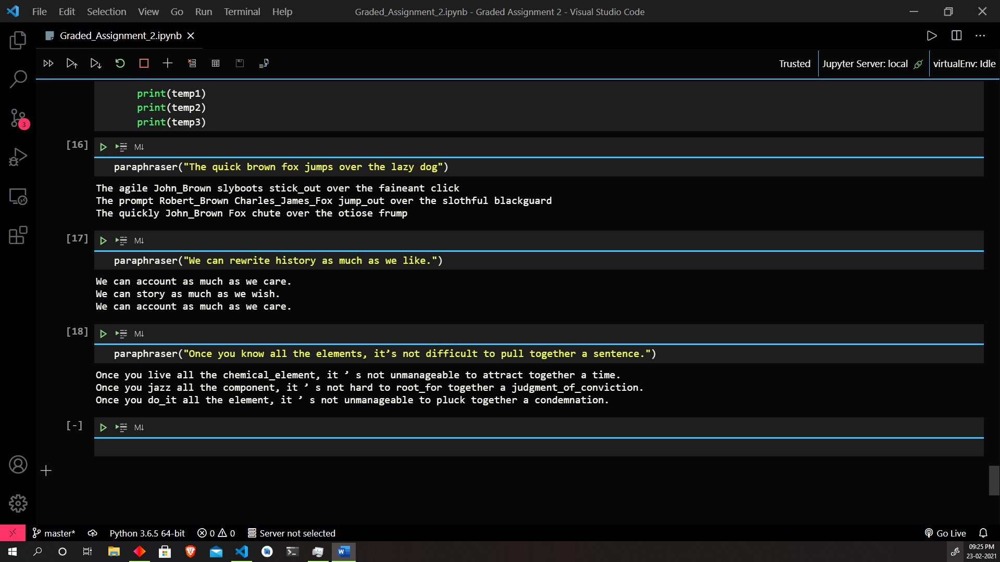 File Edit Selection View Go Run Terminal Help Graded_Assignment_2.ipynb - Graded Assignment 2 - Visual Studio Code
Graded_Assignment_2.ipynb
Trusted Jupyter Server: local virtualEnv: Idle
print(temp1)
print(temp2)
print(temp3)
3
[16] M↓
paraphraser("The quick brown fox jumps over the lazy dog")
The agile John_Brown slyboots stick_out over the faineant click
The prompt Robert_Brown Charles_James_Fox jump_out over the slothful blackguard
The quickly John_Brown Fox chute over the otiose frump
[17] M↓
paraphraser("We can rewrite history as much as we like.")
We can account as much as we care.
We can story as much as we wish.
We can account as much as we care.
[18] M↓
paraphraser("Once you know all the elements, it’s not difficult to pull together a sentence.")
Once you live all the chemical_element, it ’ s not unmanageable to attract together a time.
Once you jazz all the component, it ’ s not hard to root_for together a judgment_of_conviction.
Once you do_it all the element, it ’ s not unmanageable to pluck together a condemnation.
[-] M↓
master* Python 3.6.5 64-bit 0 0 Server not selected Go Live
09:25 PM
23-02-2021